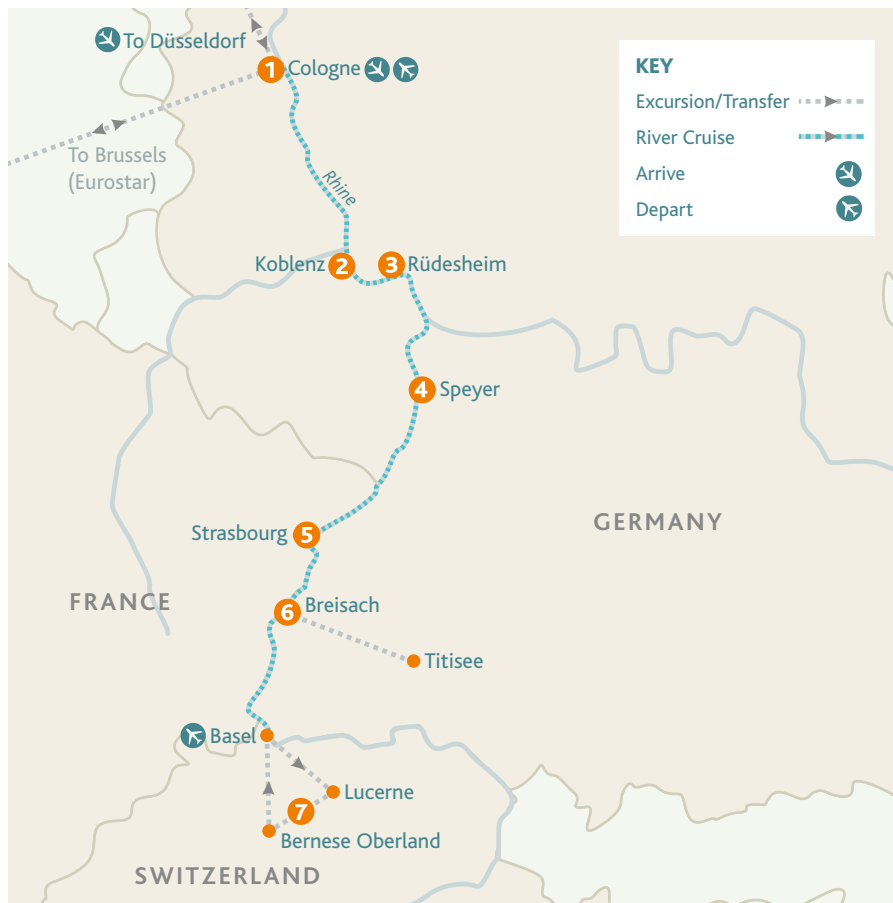 To Düsseldorf
1 Cologne
To Brussels
(Eurostar)
Rhine
KEY
Excursion/Transfer
River Cruise
Arrive
Depart
Koblenz 2
3 Rüdesheim
4 Speyer
GERMANY
Strasbourg 5
FRANCE
6 Breisach
Titisee
Basel
Lucerne
7
Bernese Oberland
SWITZERLAND